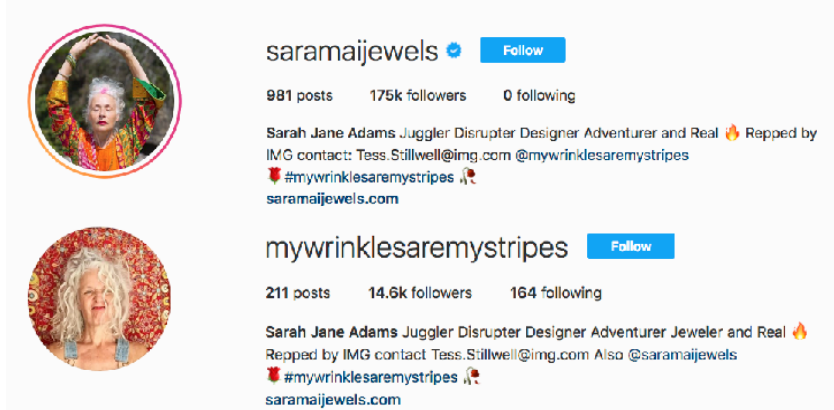 saramaijewels Follow
981 posts 175k followers 0 following
Sarah Jane Adams Juggler Disrupter Designer Adventurer and Real 🔥 Repped by
IMG contact: Tess.Stillwell@img.com @mywrinklesaremystripes
🌹#mywrinklesaremystripes 🥀
saramaijewels.com
mywrinklesaremystripes Follow
211 posts 14.6k followers 164 following
Sarah Jane Adams Juggler Disrupter Designer Adventurer Jeweler and Real 🔥
Repped by IMG contact Tess.Stillwell@img.com Also @saramaijewels
🌹#mywrinklesaremystripes 🥀
saramaijewels.com